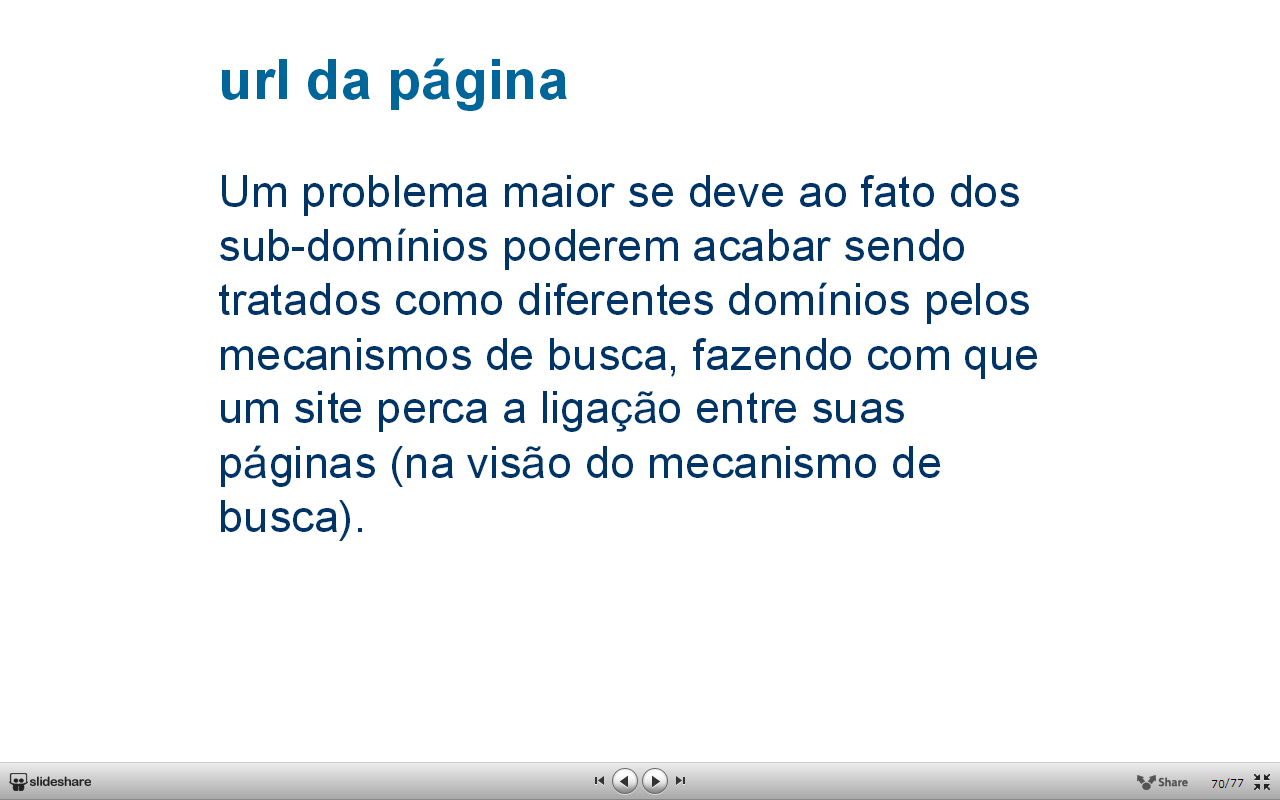 url da página
Um problema maior se deve ao fato dos
sub-domínios poderem acabar sendo
tratados como diferentes domínios pelos
mecanismos de busca, fazendo com que
um site perca a ligação entre suas
páginas (na visão do mecanismo de
busca).
slideshare
Share
70/77